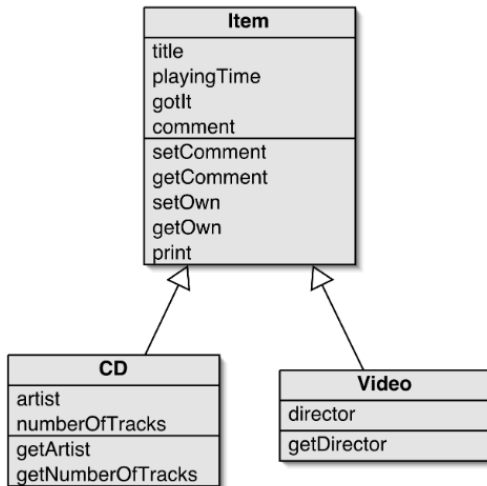 Item
title
playingTime
gotIt
comment
setComment
getComment
setOwn
getOwn
print
CD
artist
numberOfTracks
getArtist
getNumberOfTracks
Video
director
getDirector